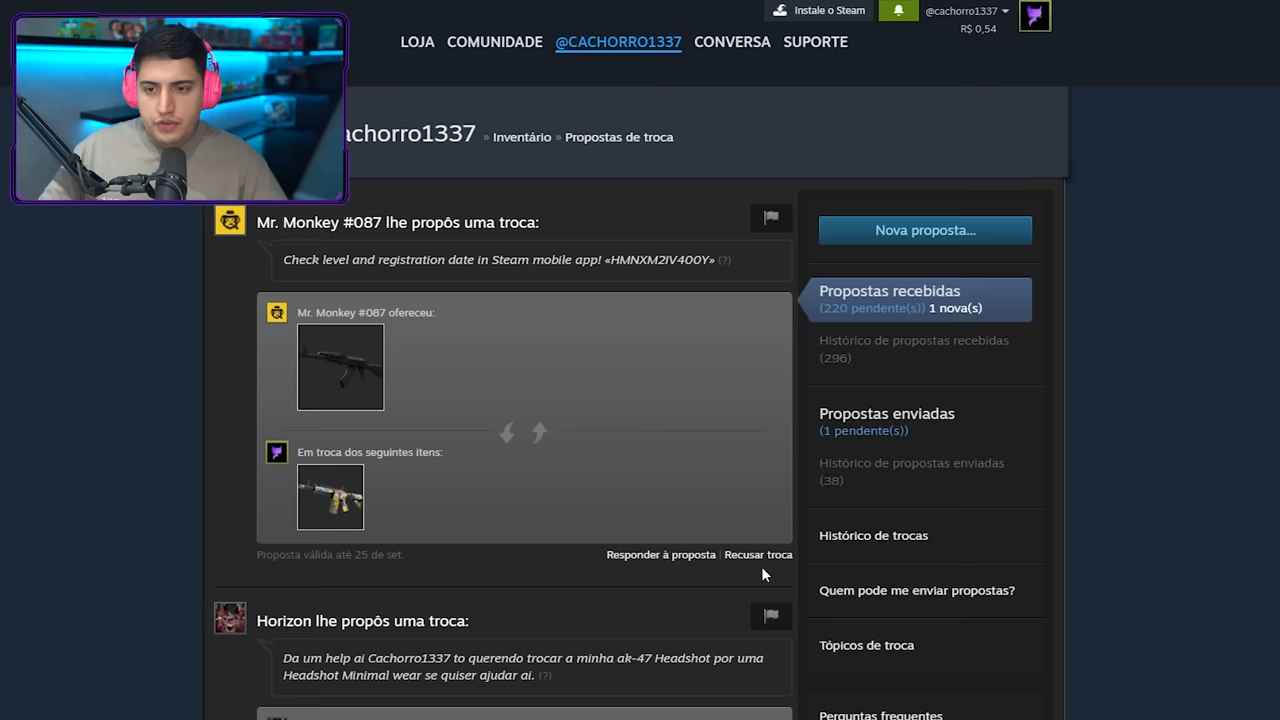 Instale o Steam
@cachorro1337
R$ 0,54
LOJA COMUNIDADE @CACHORRO1337 CONVERSA SUPORTE
achorro1337 » Inventário » Propostas de troca
Mr. Monkey #087 lhe propôs uma troca:
Check level and registration date in Steam mobile app! «HMNXM2IV400Y» (?)
Mr. Monkey #087 ofereceu:
Em troca dos seguintes itens:
Proposta válida até 25 de set.
Responder à proposta | Recusar troca
Horizon lhe propôs uma troca:
Da um help ai Cachorro1337 to querendo trocar a minha ak-47 Headshot por uma
Headshot Minimal wear se quiser ajudar ai. (?)
Nova proposta...
Propostas recebidas
(220 pendente(s)) 1 nova(s)
Histórico de propostas recebidas
(296)
Propostas enviadas
(1 pendente(s))
Histórico de propostas enviadas
(38)
Histórico de trocas
Quem pode me enviar propostas?
Tópicos de troca
Perguntas frequentes